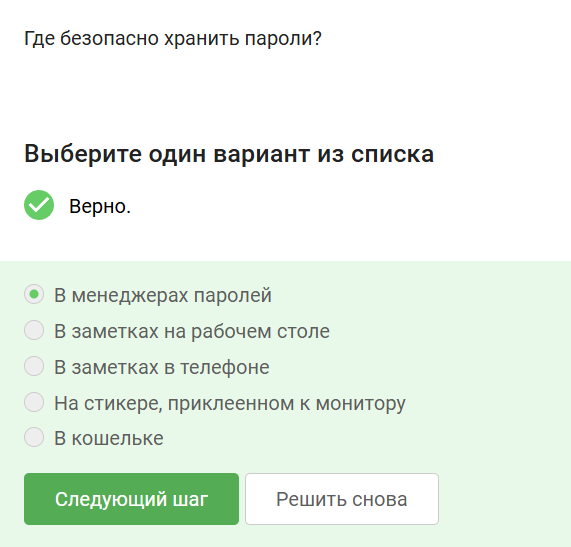 Где безопасно хранить пароли?
Выберите один вариант из списка
Верно.
В менеджерах паролей
В заметках на рабочем столе
В заметках в телефоне
На стикере, приклеенном к монитору
В кошельке
Следующий шаг Решить снова